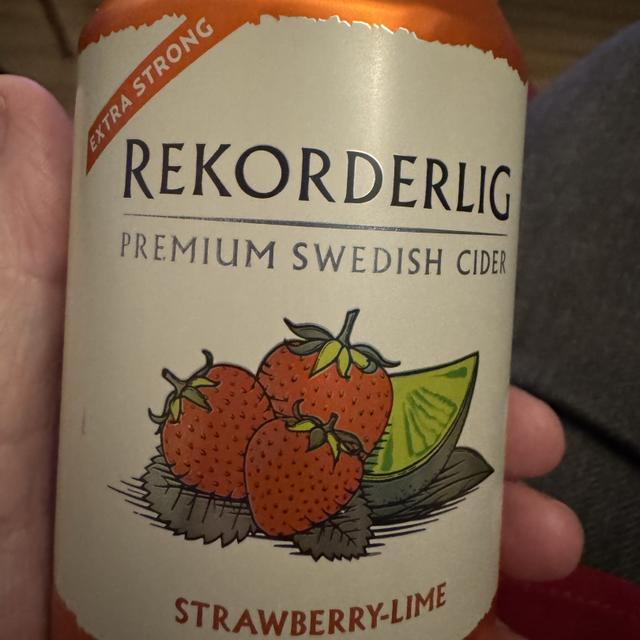 EXTRA STRONG
REKORDERLIG
PREMIUM SWEDISH CIDER
STRAWBERRY-LIME